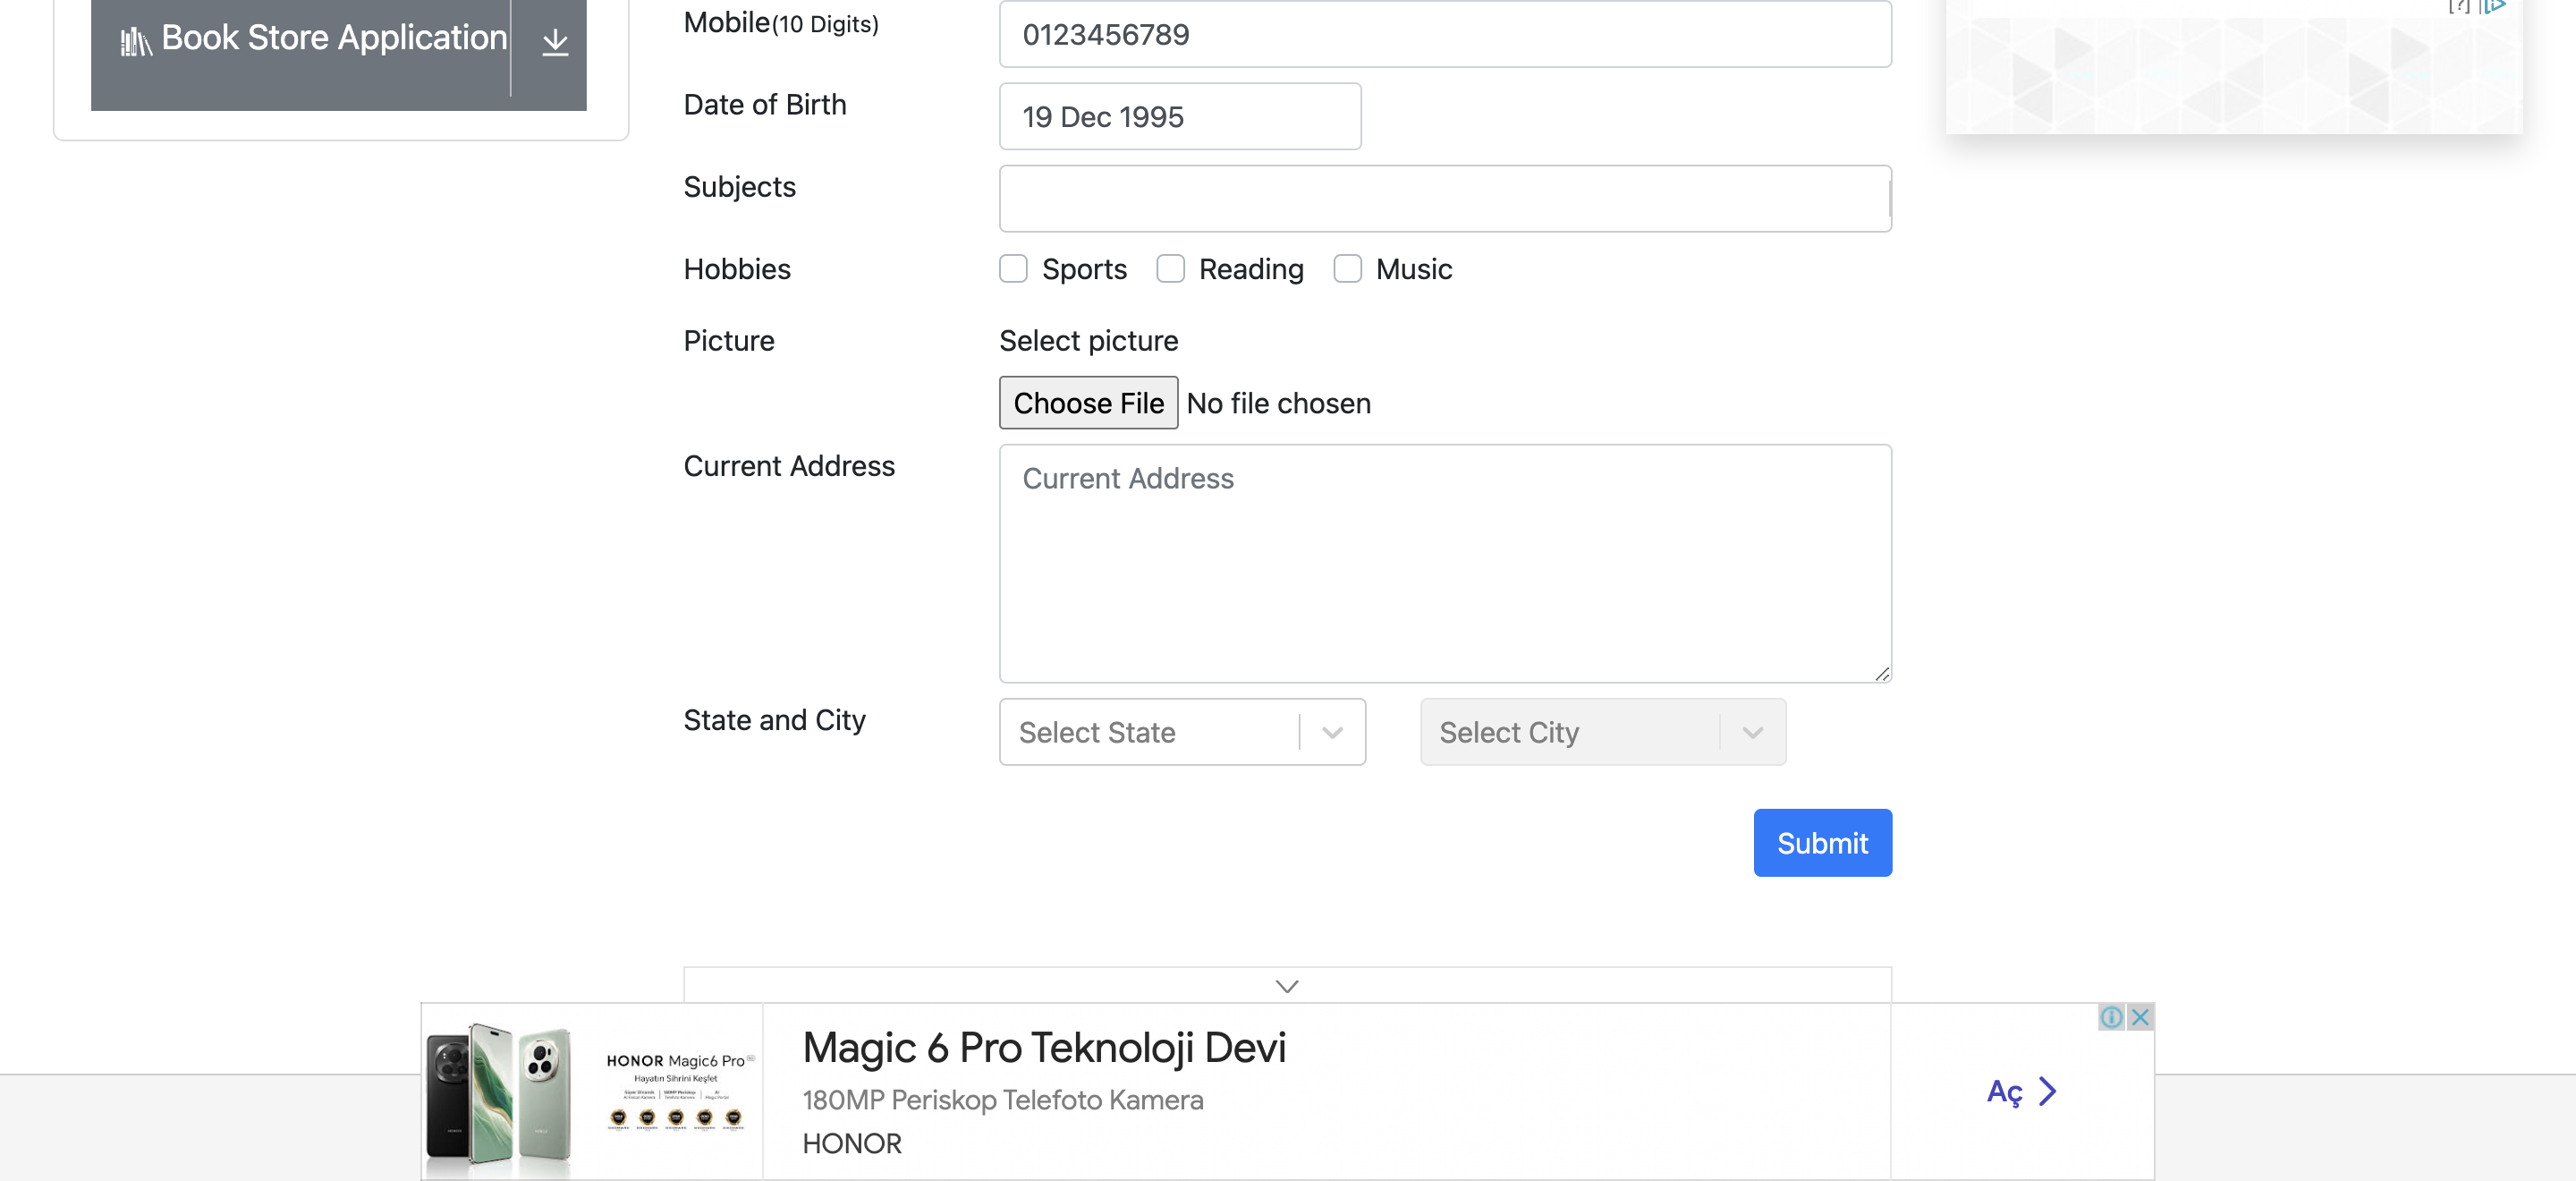 Book Store Application
Mobile(10 Digits)
0123456789
Date of Birth
19 Dec 1995
Subjects
Hobbies
Sports
Reading
Music
Picture
Select picture
Choose File No file chosen
Current Address
Current Address
State and City
Select State
Select City
Submit
HONOR Magic6 Pro
Hayatın Sihrini Keşfet
Magic 6 Pro Teknoloji Devi
180MP Periskop Telefoto Kamera
HONOR
Aç